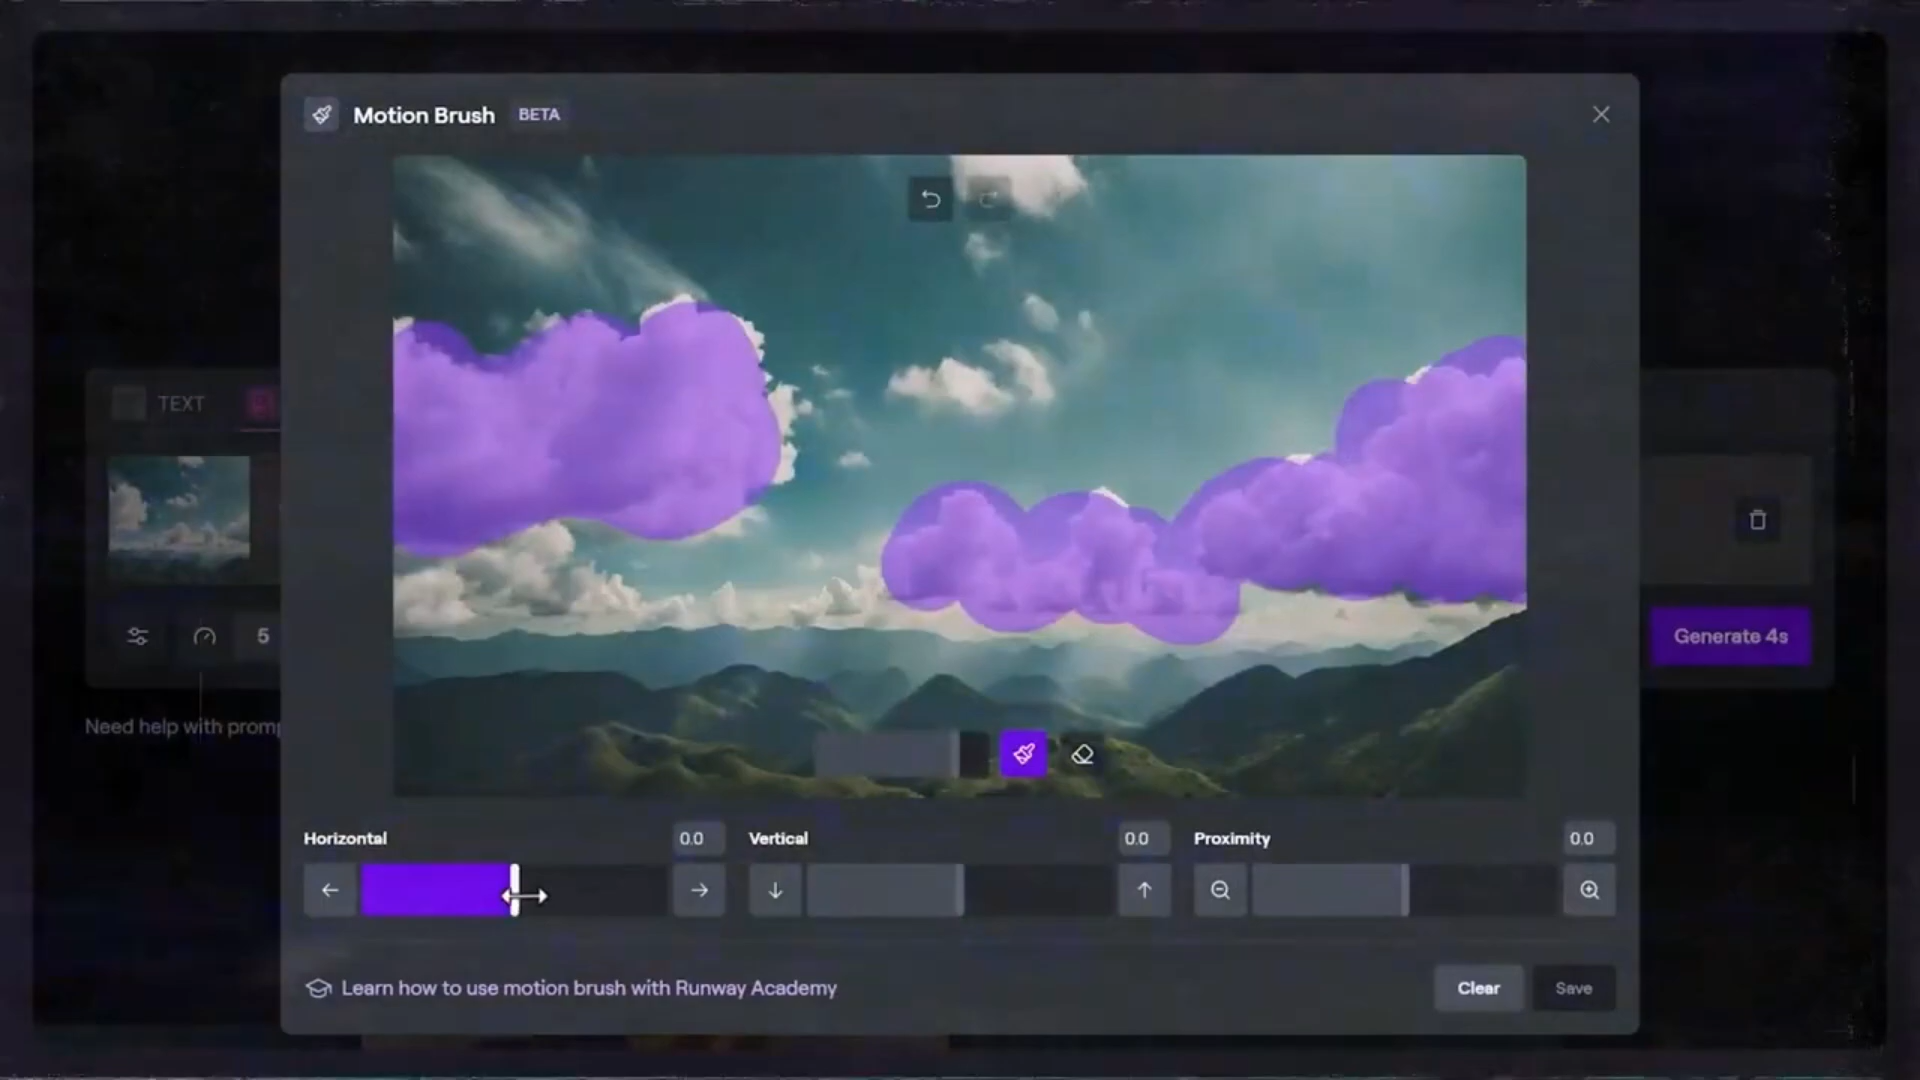 Motion Brush BETA
TEXT
5
Generate 4s
Need help with prom
Horizontal 0.0
Vertical 0.0
Proximity 0.0
Learn how to use motion brush with Runway Academy
Clear
Save